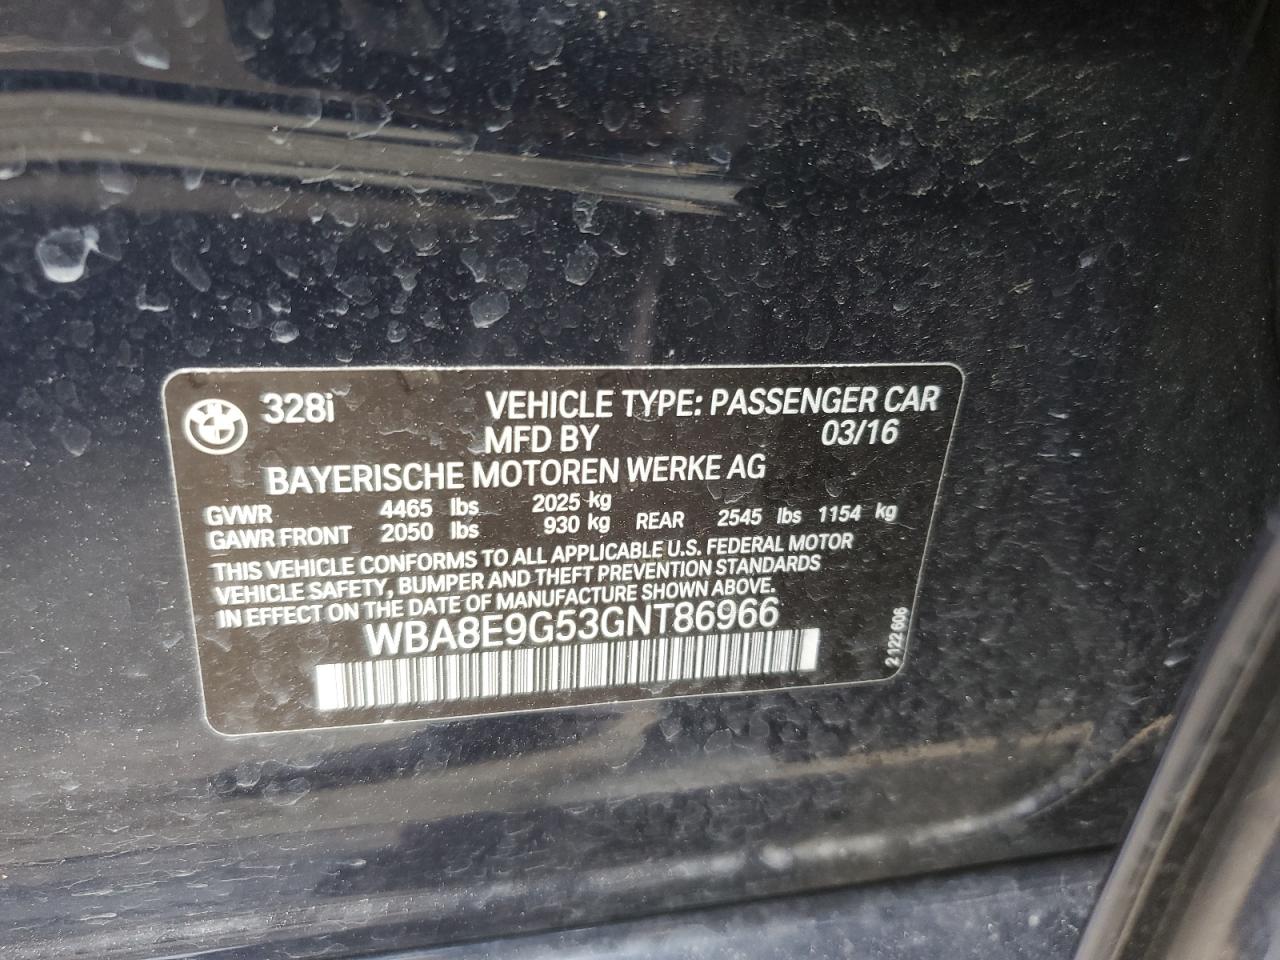 328i VEHICLE TYPE: PASSENGER CAR
MFD BY 03/16
BAYERISCHE MOTOREN WERKE AG
GVWR 4465 lbs 2025 kg
GAWR FRONT 2050 lbs 930 kg REAR 2545 lbs 1154 kg
THIS VEHICLE CONFORMS TO ALL APPLICABLE U.S. FEDERAL MOTOR
VEHICLE SAFETY, BUMPER AND THEFT PREVENTION STANDARDS
IN EFFECT ON THE DATE OF MANUFACTURE SHOWN ABOVE.
WBA8E9G53GNT86966
2 122 606